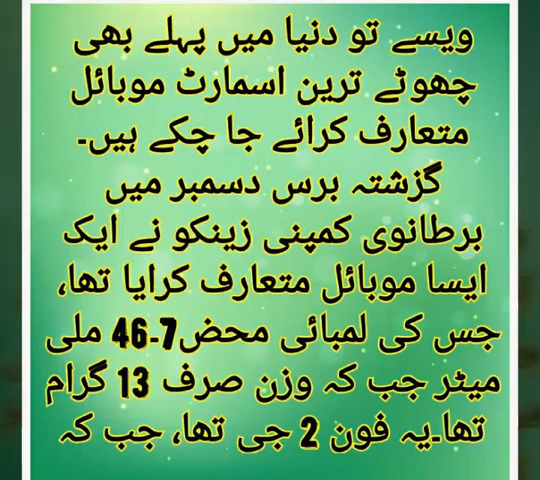 ویسے تو دنیا میں پہلے بھی
چھوٹے ترین اسمارٹ موبائل
متعارف کرائے جا چکے ہیں۔
گزشتہ برس دسمبر میں
برطانوی کمپنی زینکو نے ایک
ایسا موبائل متعارف کرایا تھا،
جس کی لمبائی محض 46.7 ملی
میٹر جب کہ وزن صرف 13 گرام
تھا۔یہ فون 2 جی تھا، جب کہ